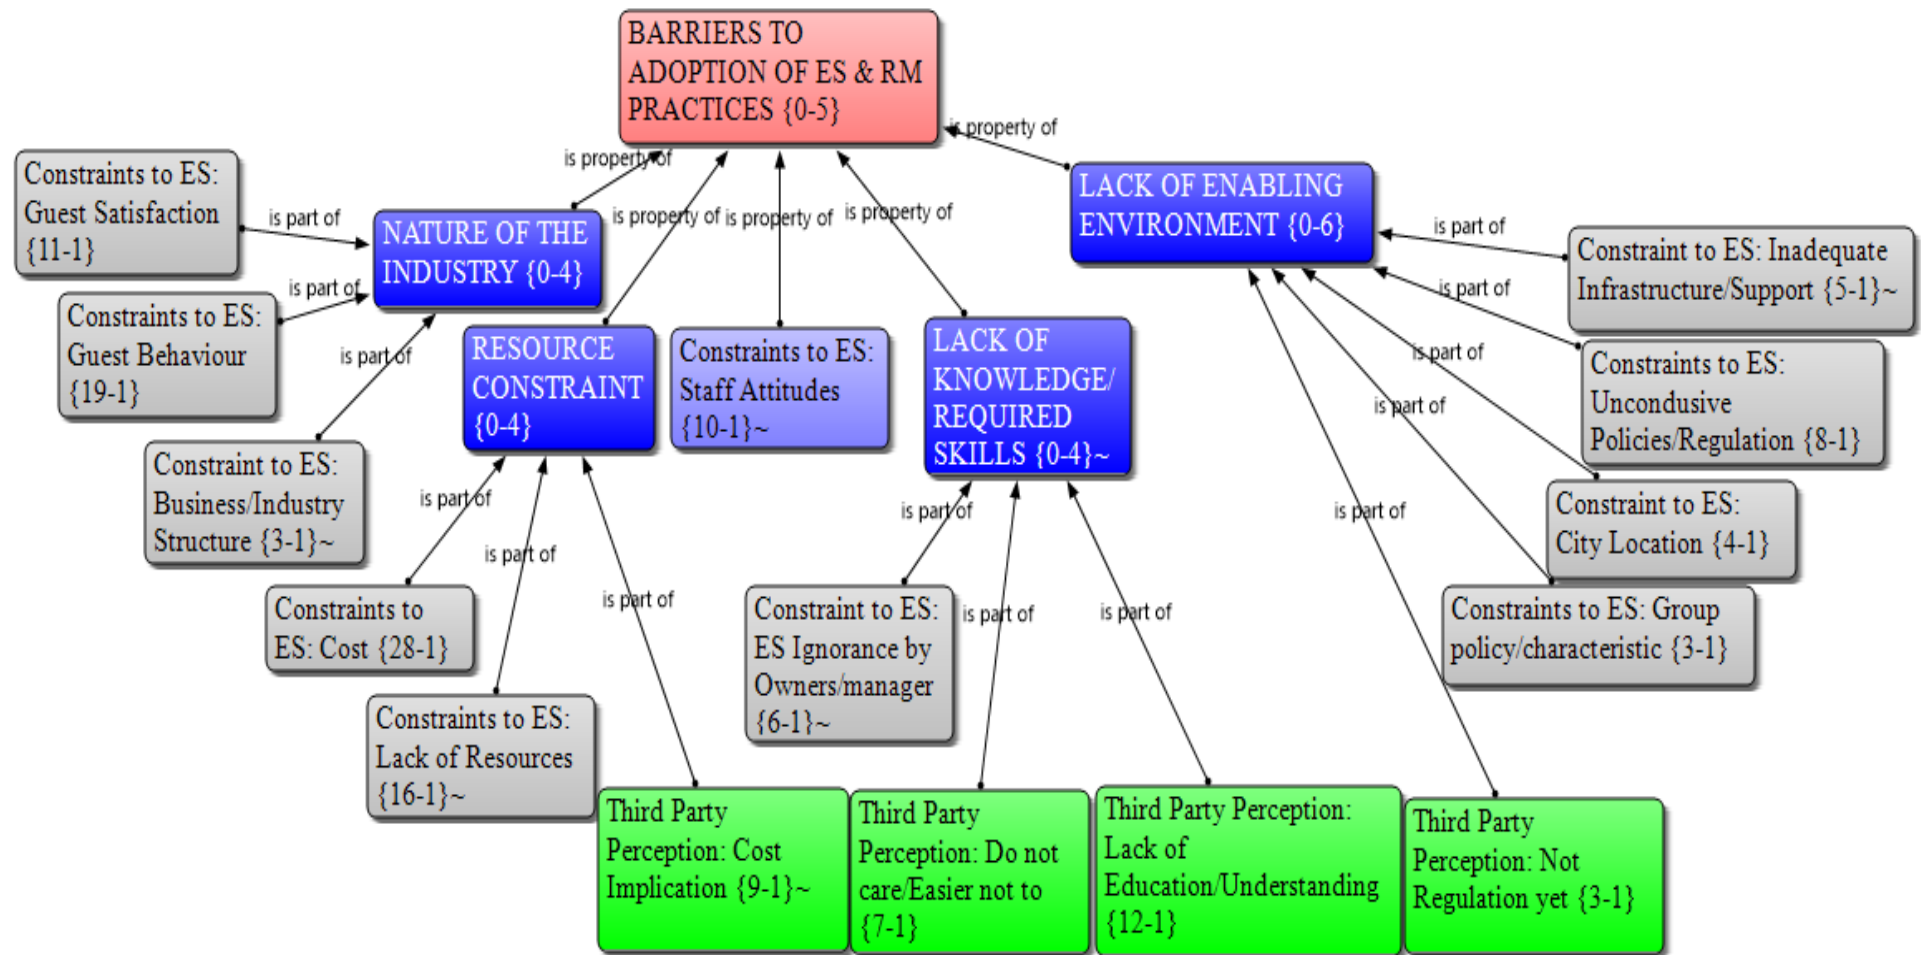 BARRIERS TO
ADOPTION OF ES & RM
PRACTICES {0-5}
is property of
is property of
is property of
is property of
is property of
Constraints to ES:
Guest Satisfaction
{11-1}
is part of
NATURE OF THE
INDUSTRY {0-4}
LACK OF ENABLING
ENVIRONMENT {0-6}
is part of
Constraint to ES: Inadequate
Infrastructure/Support {5-1}~
Constraints to ES:
Guest Behaviour
{19-1}
is part of
is part of
RESOURCE
CONSTRAINT
{0-4}
Constraints to ES:
Staff Attitudes
{10-1}~
LACK OF
KNOWLEDGE/
REQUIRED
SKILLS {0-4}~
is part of
Constraints to ES:
Uncondusive
Policies/Regulation {8-1}
is part of
is part of
Constraint to ES:
Business/Industry
Structure {3-1}~
is part of
is part of
is part of
Constraint to ES:
City Location {4-1}
is part of
Constraints to
ES: Cost {28-1}
is part of
Constraint to ES:
ES Ignorance by
Owners/manager
{6-1}~
is part of
is part of
Constraints to ES: Group
policy/characteristic {3-1}
Constraints to ES:
Lack of Resources
{16-1}~
Third Party
Perception: Cost
Implication {9-1}~
Third Party
Perception: Do not
care/Easier not to
{7-1}
Third Party Perception:
Lack of
Education/Understanding
{12-1}
Third Party
Perception: Not
Regulation yet {3-1}